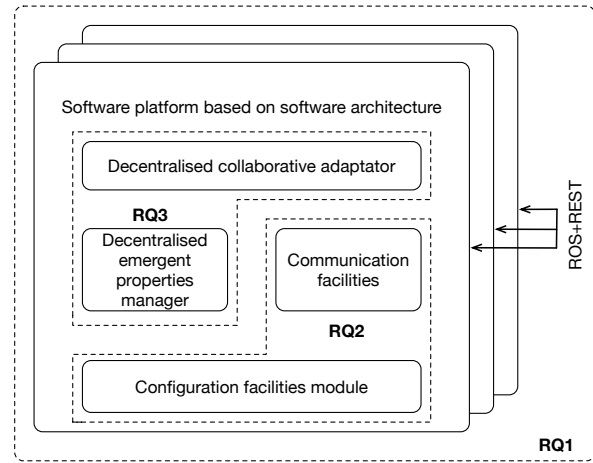 Software platform based on software architecture
Decentralised collaborative adaptator
RQ3
Decentralised
emergent
properties
manager
Communication
facilities
RQ2
Configuration facilities module
ROS+REST
RQ1